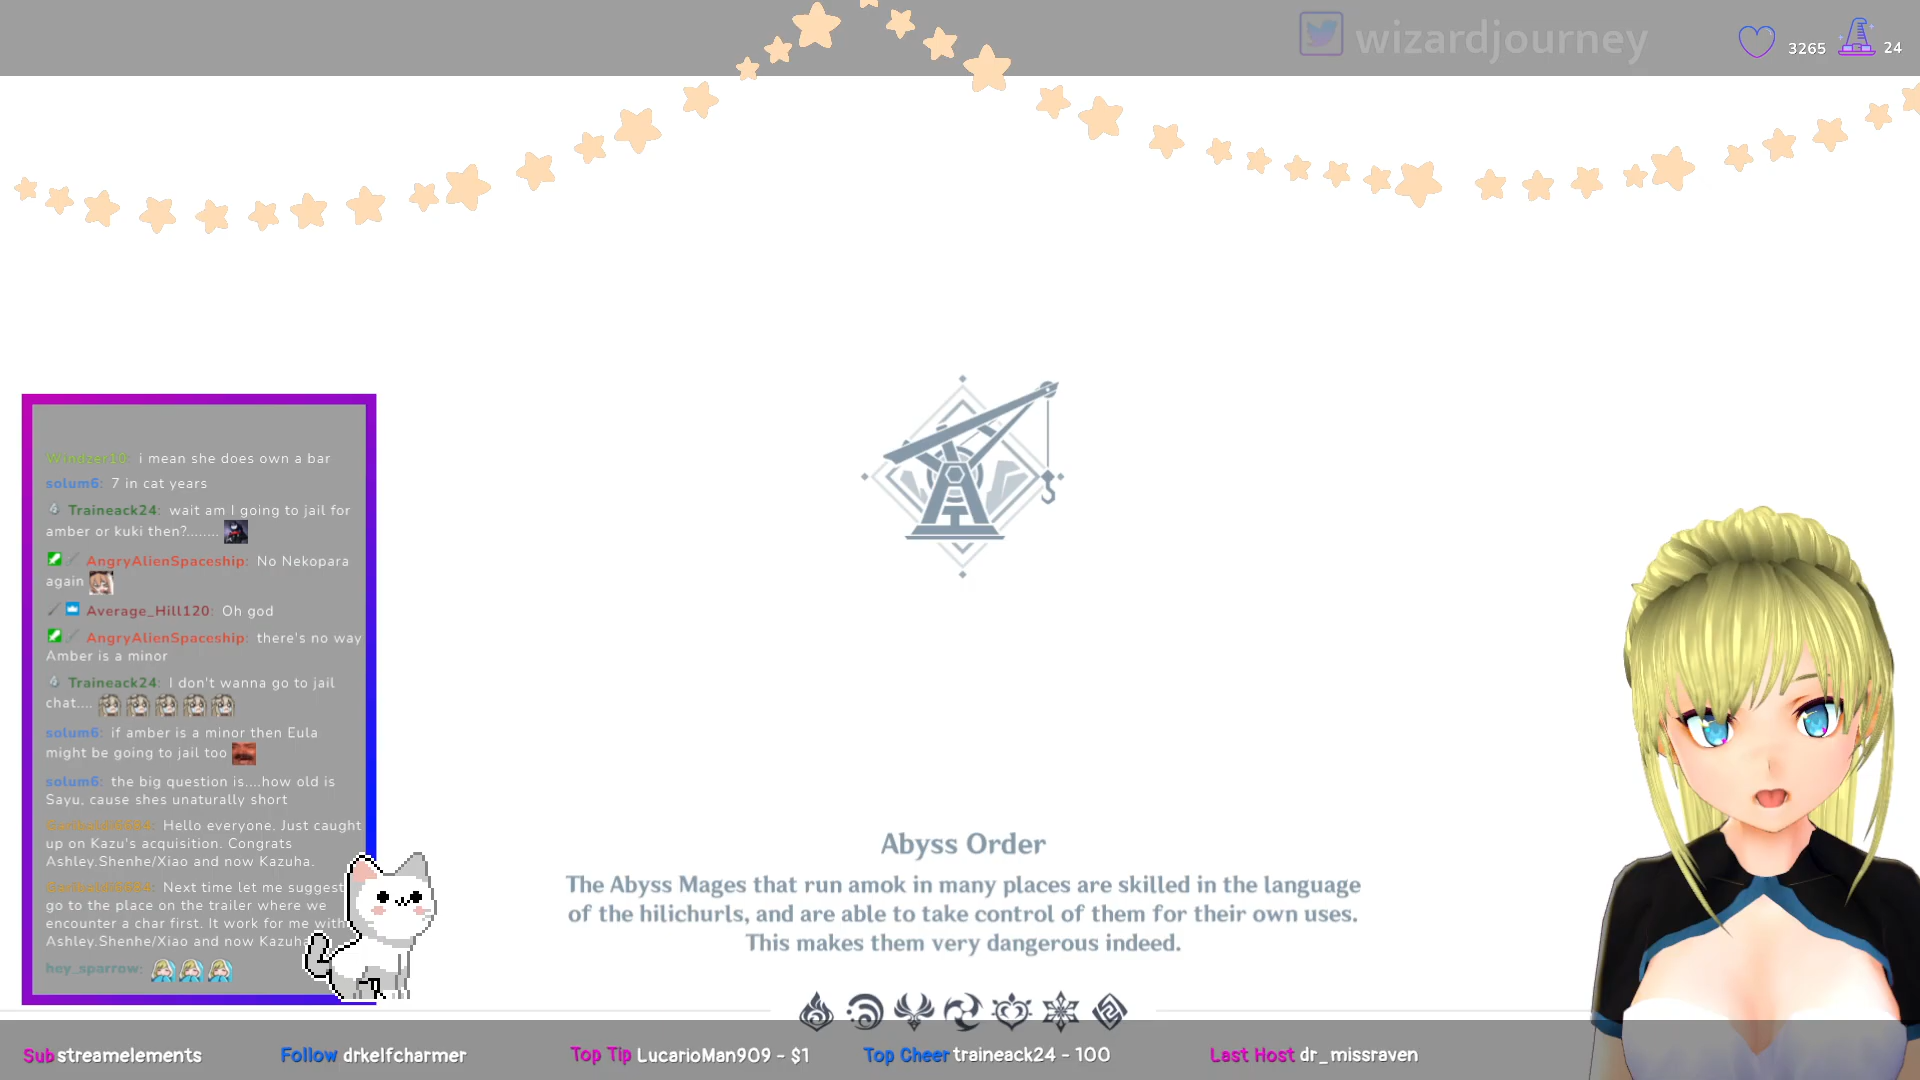 wizardjourney
3265
24
Windzer10: i mean she does own a bar
solum6: 7 in cat years
Traineack24: wait am I going to jail for
amber or kuki then?........
AngryAlienSpaceship: No Nekopara
again
Average_Hill120: Oh god
AngryAlienSpaceship: there's no way
Amber is a minor
Traineack24: I don't wanna go to jail
chat....
solum6: if amber is a minor then Eula
might be going to jail too
solum6: the big question is....how old is
Sayu, cause shes unaturally short
Hello everyone. Just caught
up on Kazu's acquisition. Congrats
Ashley.Shenhe/Xiao and now Kazuha.
Next time let me suggest
go to the place on the trailer where we
encounter a char first. It work for me with
Ashley.Shenhe/Xiao and now Kazuha
hey_sparrow:
Abyss Order
The Abyss Mages that run amok in many places are skilled in the language
of the hilichurls, and are able to take control of them for their own uses.
This makes them very dangerous indeed.
Sub streamelements
Follow drkelfcharmer
Top Tip LucarioMan909 - $1
Top Cheer traineack24 - 100
Last Host dr_missraven